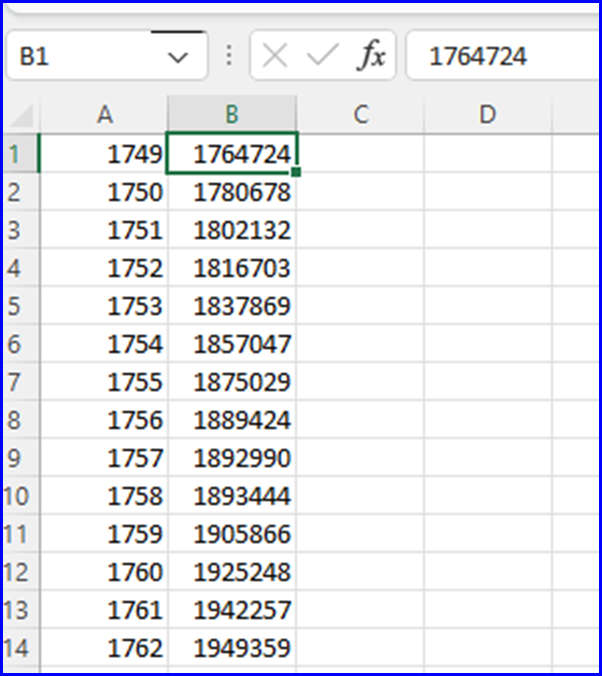 B1 fx 1764724
A B C D
1 1749 1764724
2 1750 1780678
3 1751 1802132
4 1752 1816703
5 1753 1837869
6 1754 1857047
7 1755 1875029
8 1756 1889424
9 1757 1892990
10 1758 1893444
11 1759 1905866
12 1760 1925248
13 1761 1942257
14 1762 1949359